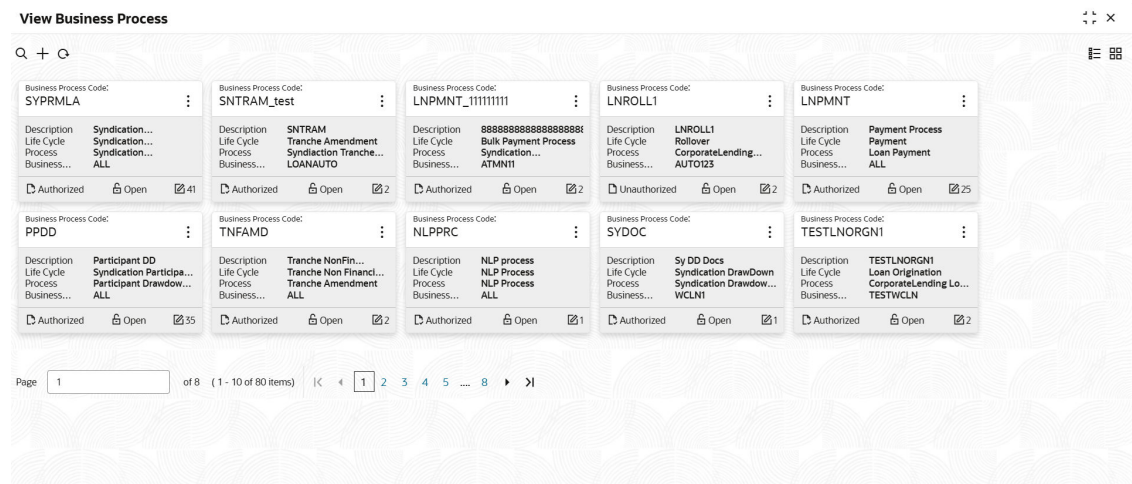 View Business Process
Business Process Code:
SYPRMLA
Description Syndication...
Life Cycle Syndication...
Process Syndication...
Business... ALL
Authorized Open 41
Business Process Code:
SNTRAM_test
Description SNTRAM
Life Cycle Tranche Amendment
Process Syndiaction Tranche...
Business... LOANAUTO
Authorized Open 2
Business Process Code:
LNPMNT_111111111
Description 88888888888888888888
Life Cycle Bulk Payment Process
Process Syndication...
Business... ATMN11
Authorized Open 2
Business Process Code:
LNROLL1
Description LNROLL1
Life Cycle Rollover
Process CorporateLending...
Business... AUTO123
Unauthorized Open 2
Business Process Code:
LNPMNT
Description Payment Process
Life Cycle Payment
Process Loan Payment
Business... ALL
Authorized Open 25
Business Process Code:
PPDD
Description Participant DD
Life Cycle Syndication Participa...
Process Participant Drawdow...
Business... ALL
Authorized Open 35
Business Process Code:
TNFAMD
Description Tranche NonFin...
Life Cycle Tranche Non Financi...
Process Tranche Amendment
Business... ALL
Authorized Open 2
Business Process Code:
NLPPRC
Description NLP process
Life Cycle NLP Process
Process NLP Process
Business... ALL
Authorized Open 1
Business Process Code:
SYDOC
Description Sy DD Docs
Life Cycle Syndication DrawDown
Process Syndication Drawdow...
Business... WCLN1
Authorized Open 1
Business Process Code:
TESTLNORGN1
Description TESTLNORGN1
Life Cycle Loan Origination
Process CorporateLending Lo...
Business... TESTWCLN
Authorized Open 2
Page 1 of 8 (1 - 10 of 80 items) 1 2 3 4 5 .... 8